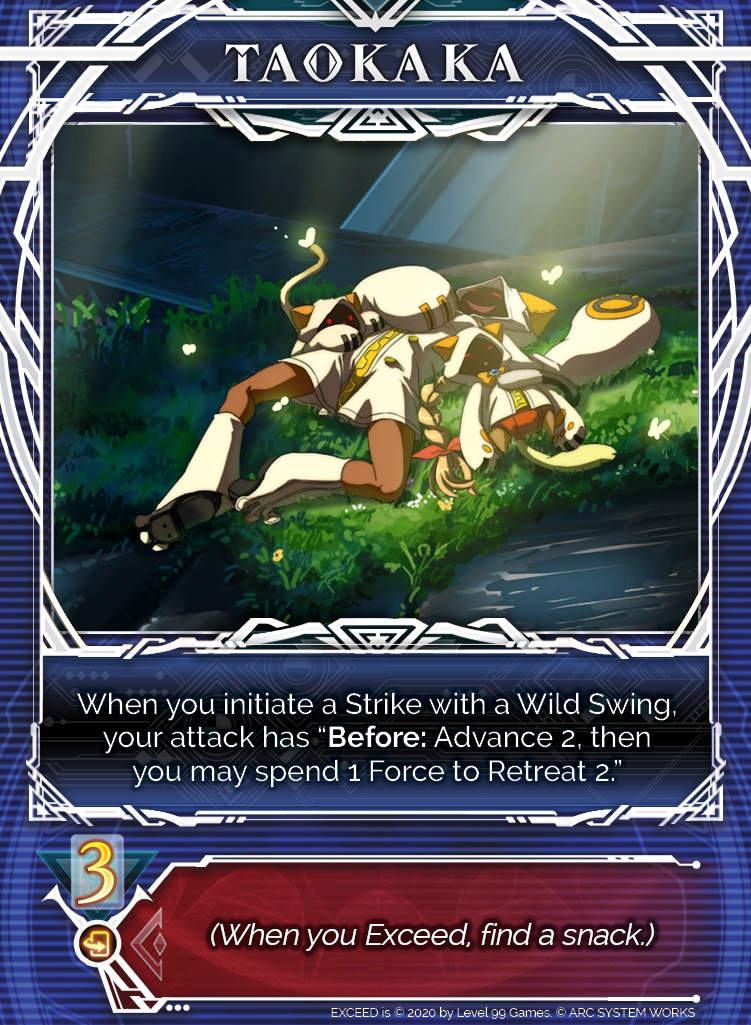 TAOKAKA
When you initiate a Strike with a Wild Swing,
your attack has “Before: Advance 2, then
you may spend 1 Force to Retreat 2.”
3
(When you Exceed, find a snack.)
EXCEED is © 2020 by Level 99 Games. © ARC SYSTEM WORKS